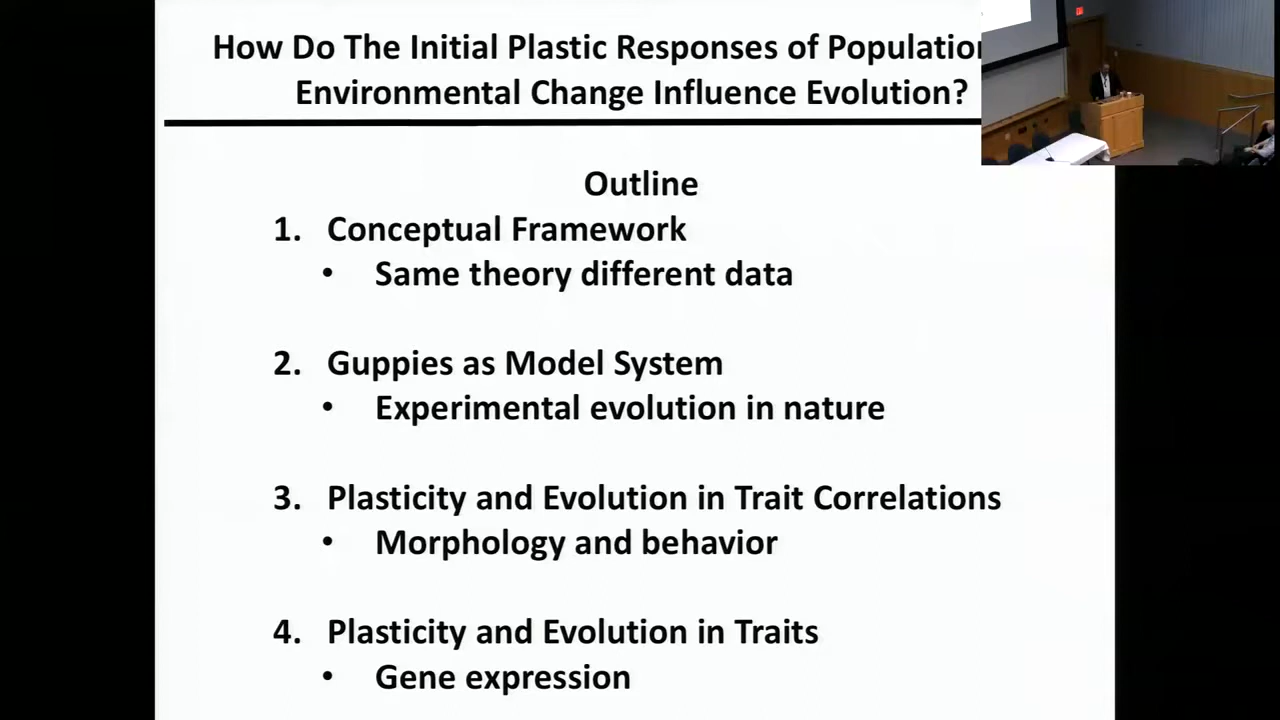 How Do The Initial Plastic Responses of
Environmental Change Influence Evolution?
Outline
1. Conceptual Framework
• Same theory different data
2. Guppies as Model System
• Experimental evolution in nature
3. Plasticity and Evolution in Trait Correlations
• Morphology and behavior
4. Plasticity and Evolution in Traits
• Gene expression